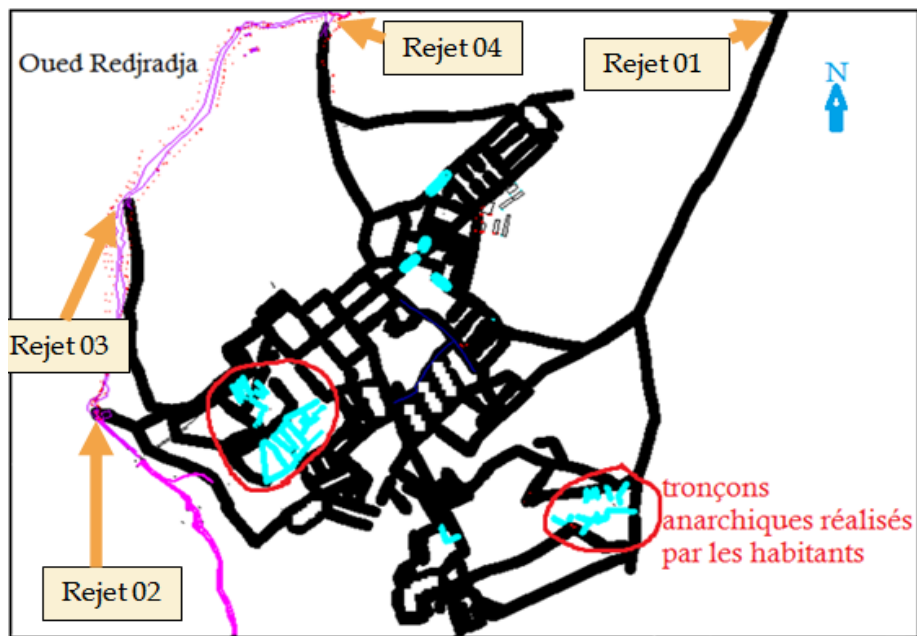 Rejet 04
Rejet 01
Oued Redjradja
N
Rejet 03
tronçons
anarchiques réalisés
par les habitants
Rejet 02